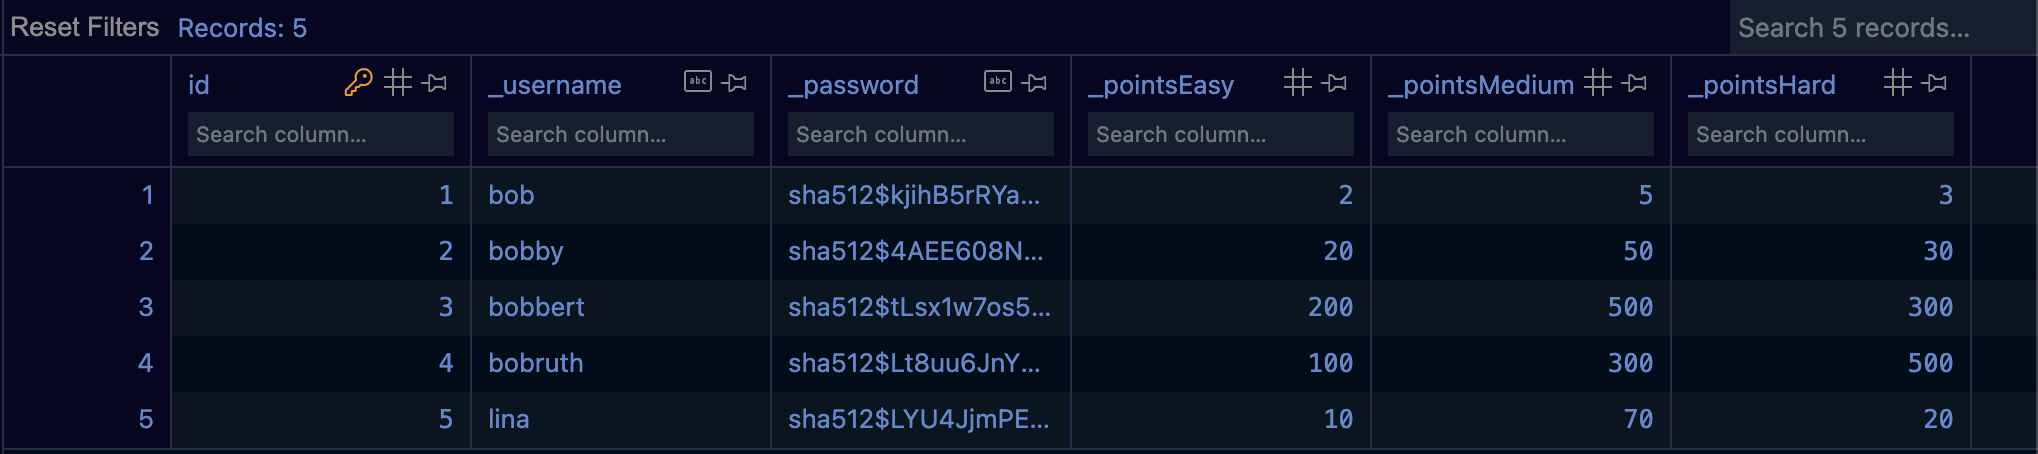 Reset Filters Records: 5 Search 5 records...
id _username abc _password abc _pointsEasy _pointsMedium _pointsHard
Search column... Search column... Search column... Search column... Search column... Search column...
1 1 bob sha512$kjihB5rRYa... 2 5 3
2 2 bobby sha512$4AEE608N... 20 50 30
3 3 bobbert sha512$tLsx1w7os5... 200 500 300
4 4 bobruth sha512$Lt8uu6JnY... 100 300 500
5 5 lina sha512$LYU4JjmPE... 10 70 20